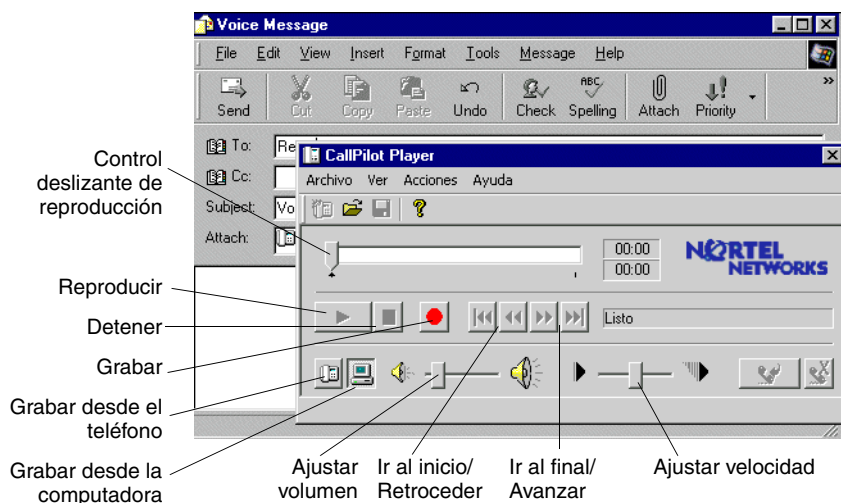 Voice Message
File Edit View Insert Format Tools Message Help
Send Cut Copy Paste Undo Check Spelling Attach Priority »
ABC
To: Re
Cc:
Subject: Vo
Attach:
CallPilot Player
Archivo Ver Acciones Ayuda
?
00:00
00:00
NORTEL
NETWORKS
Listo
Control
deslizante de
reproducción
Reproducir
Detener
Grabar
Grabar desde el
teléfono
Grabar desde la
computadora
Ajustar
volumen
Ir al inicio/
Retroceder
Ir al final/
Avanzar
Ajustar velocidad